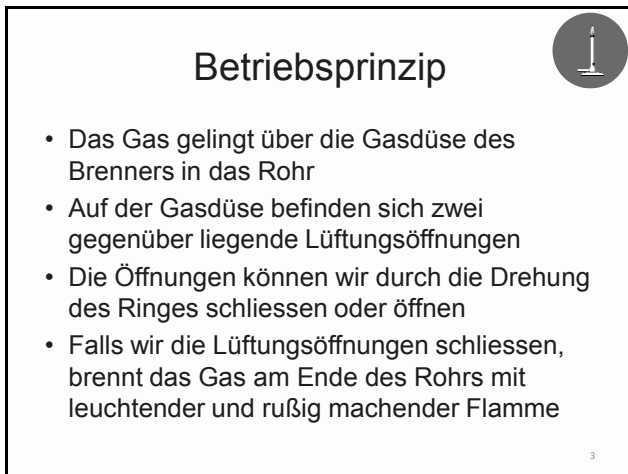 Betriebsprinzip
• Das Gas gelingt über die Gasdüse des
Brenners in das Rohr
• Auf der Gasdüse befinden sich zwei
gegenüber liegende Lüftungsöffnungen
• Die Öffnungen können wir durch die Drehung
des Ringes schliessen oder öffnen
• Falls wir die Lüftungsöffnungen schliessen,
brennt das Gas am Ende des Rohrs mit
leuchtender und rußig machender Flamme
3